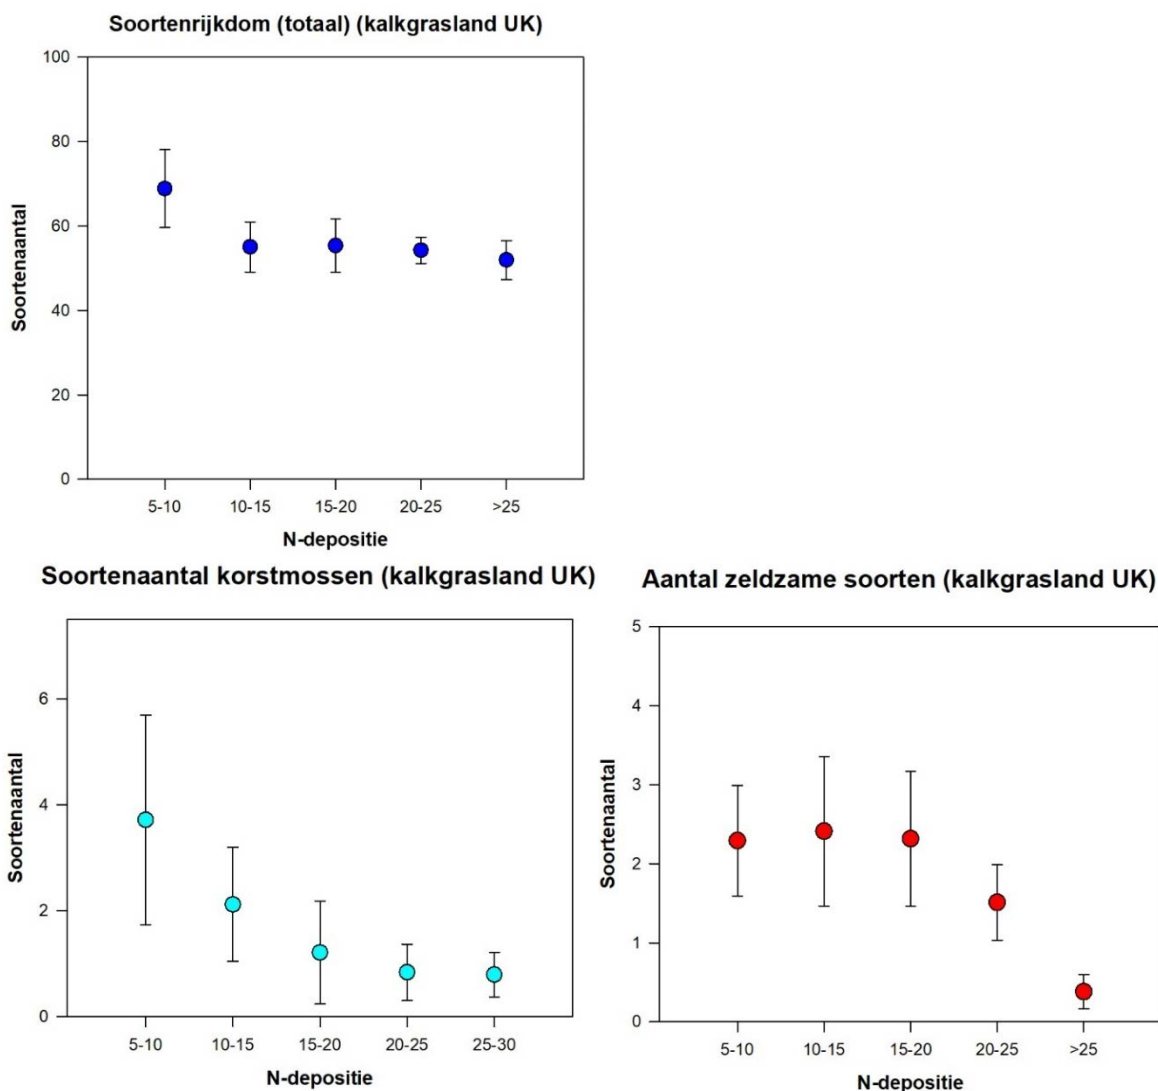 Soortenrijkdom (totaal) (kalkgrasland UK)
100
80
60
40
20
0
Soortenaantal
5-10 10-15 15-20 20-25 >25
N-depositie
Soortenaantal korstmossen (kalkgrasland UK)
6
4
2
0
Soortenaantal
5-10 10-15 15-20 20-25 25-30
N-depositie
Aantal zeldzame soorten (kalkgrasland UK)
5
4
3
2
1
0
Soortenaantal
5-10 10-15 15-20 20-25 >25
N-depositie